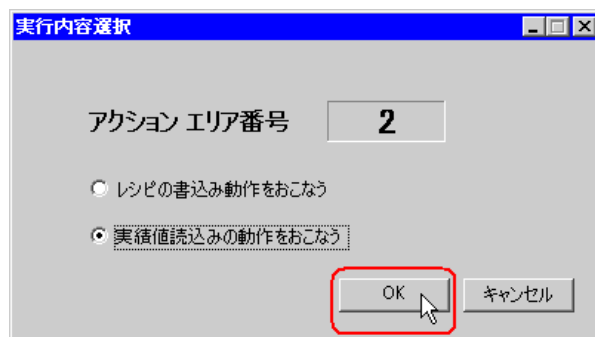 実行内容選択
アクション エリア番号 2
レシピの書込み動作をおこなう
実績値読込みの動作をおこなう
OK キャンセル